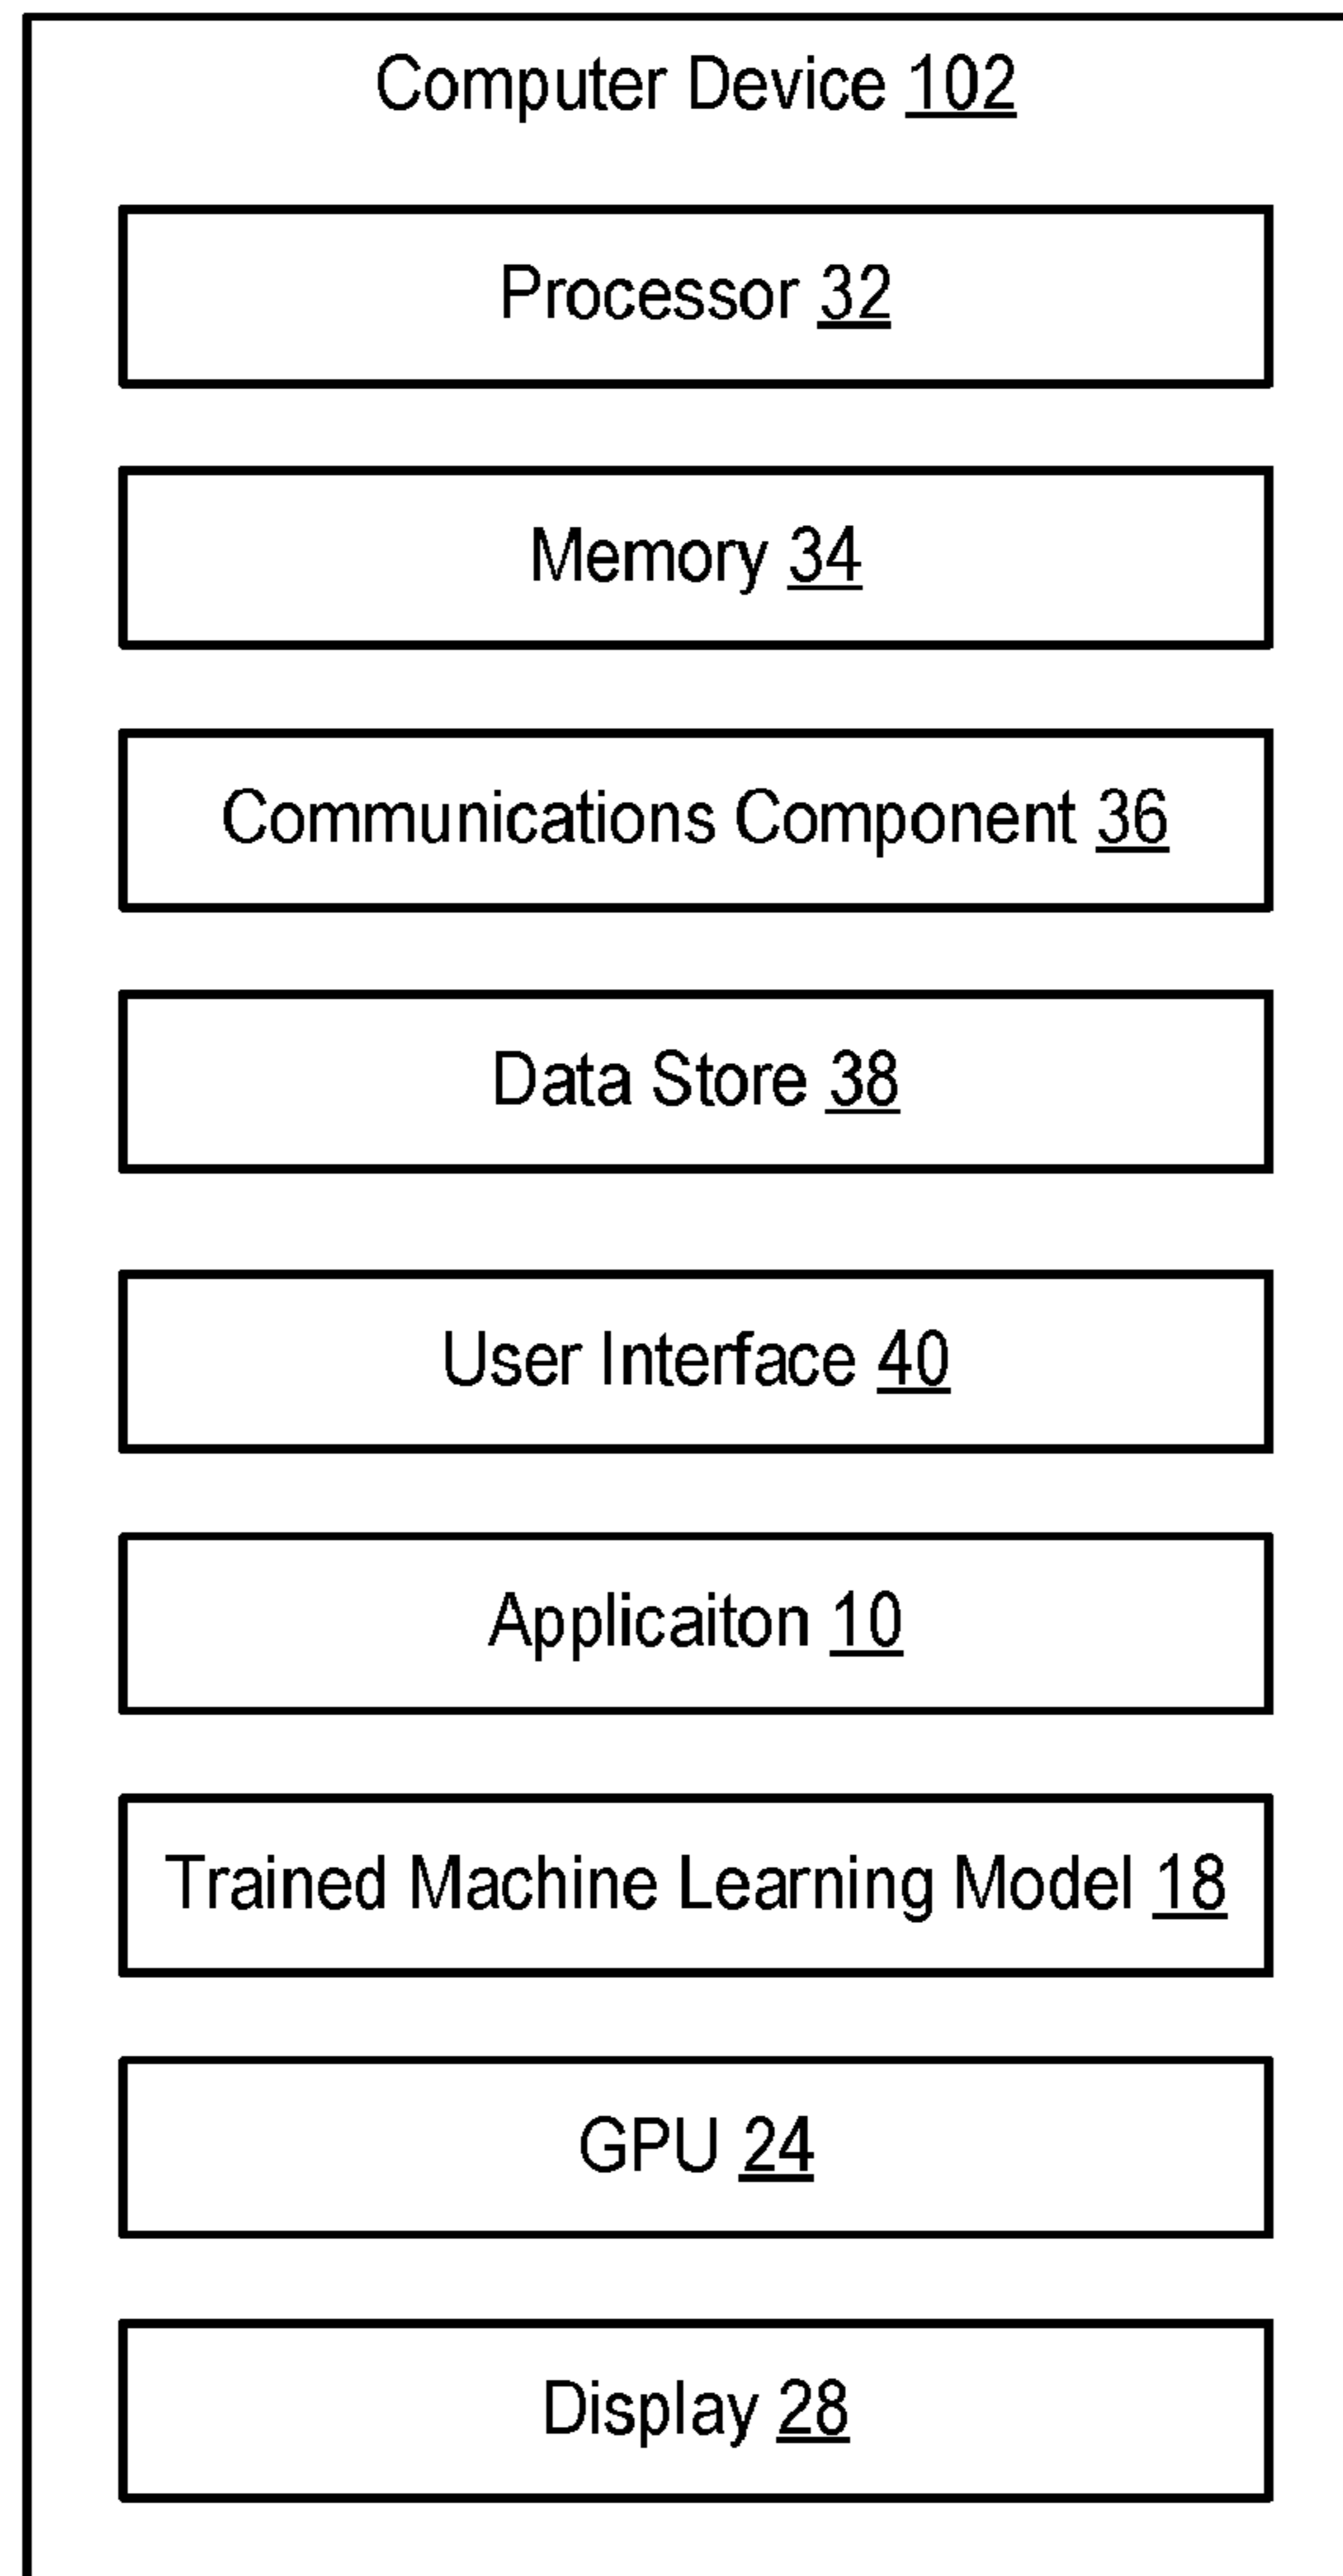 Computer Device 102
Processor 32
Memory 34
Communications Component 36
Data Store 38
User Interface 40
Applicaiton 10
Trained Machine Learning Model 18
GPU 24
Display 28